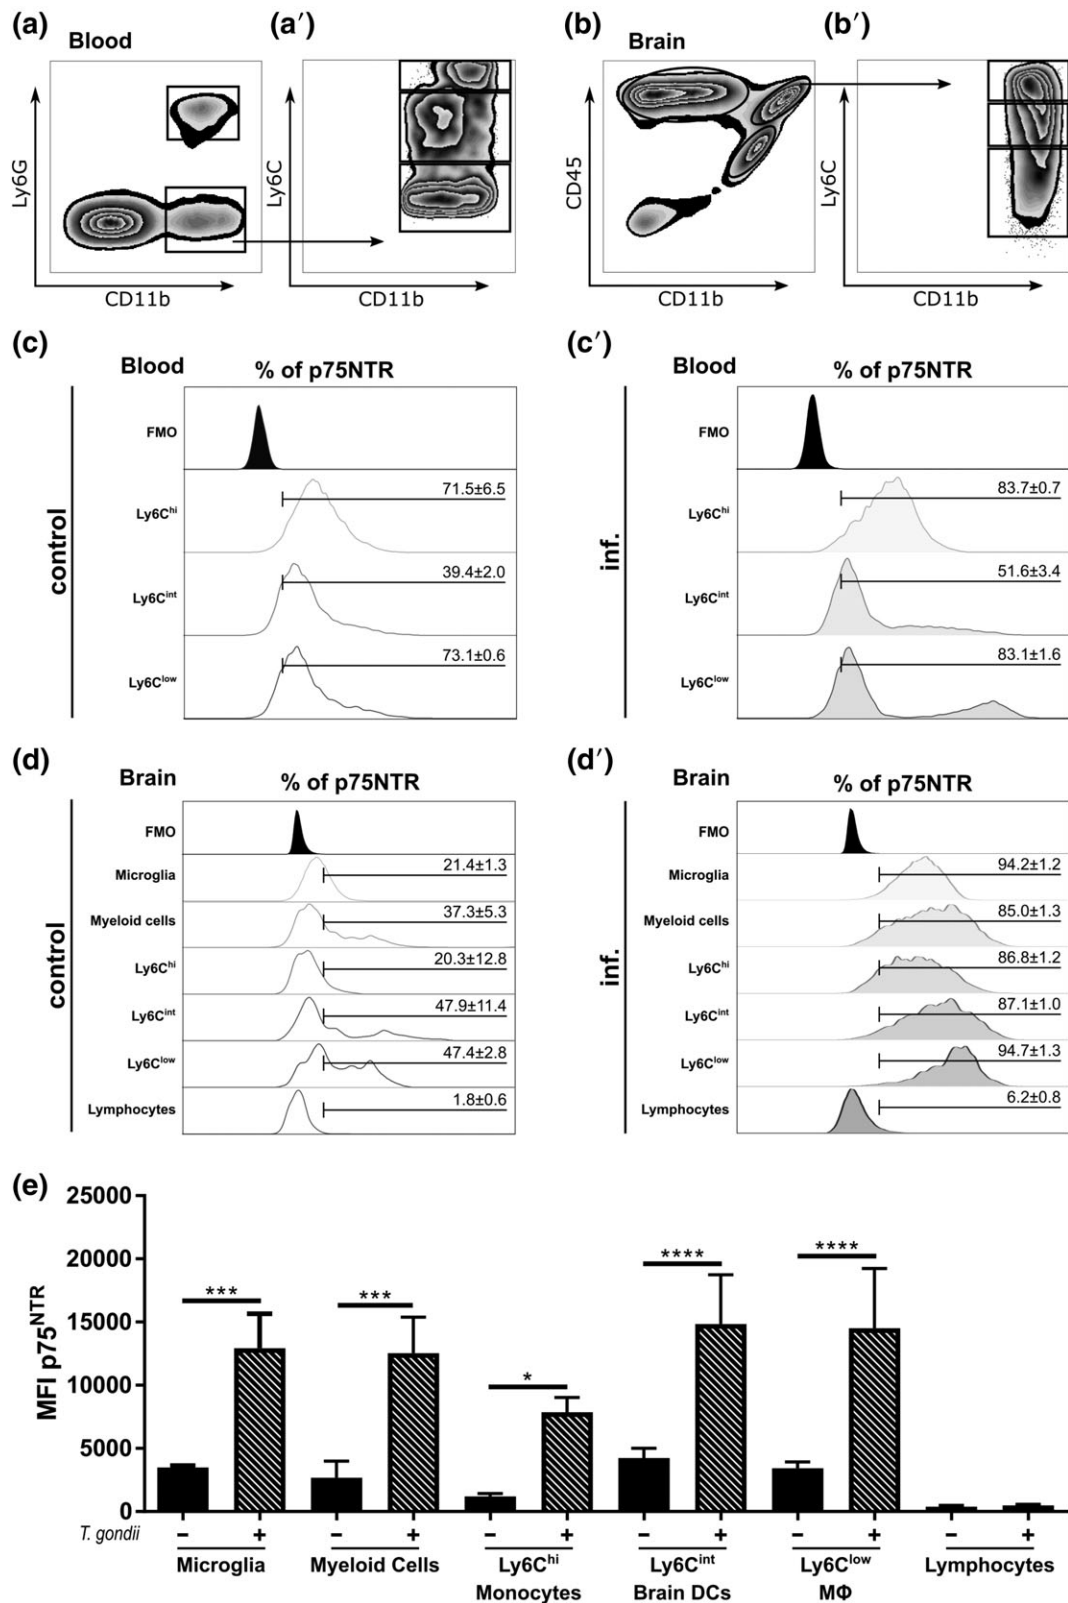 (a) (a′) (b) (b′)
Blood Brain
Ly6G
CD11b
Ly6C
CD11b
CD45
CD11b
Ly6C
CD11b
(c)
Blood % of p75NTR
control
FMO
Ly6Chi 71.5±6.5
Ly6Cint 39.4±2.0
Ly6Clow 73.1±0.6
(c′)
Blood % of p75NTR
inf.
FMO
Ly6Chi 83.7±0.7
Ly6Cint 51.6±3.4
Ly6Clow 83.1±1.6
(d)
Brain % of p75NTR
control
FMO
Microglia 21.4±1.3
Myeloid cells 37.3±5.3
Ly6Chi 20.3±12.8
Ly6Cint 47.9±11.4
Ly6Clow 47.4±2.8
Lymphocytes 1.8±0.6
(d′)
Brain % of p75NTR
inf.
FMO
Microglia 94.2±1.2
Myeloid cells 85.0±1.3
Ly6Chi 86.8±1.2
Ly6Cint 87.1±1.0
Ly6Clow 94.7±1.3
Lymphocytes 6.2±0.8
(e)
MFI p75NTR
25000
20000
15000
10000
5000
0
*** *** * **** ****
T. gondii – + – + – + – + – + – +
Microglia Myeloid Cells Ly6Chi Ly6Cint Ly6Clow Lymphocytes
Monocytes Brain DCs MΦ